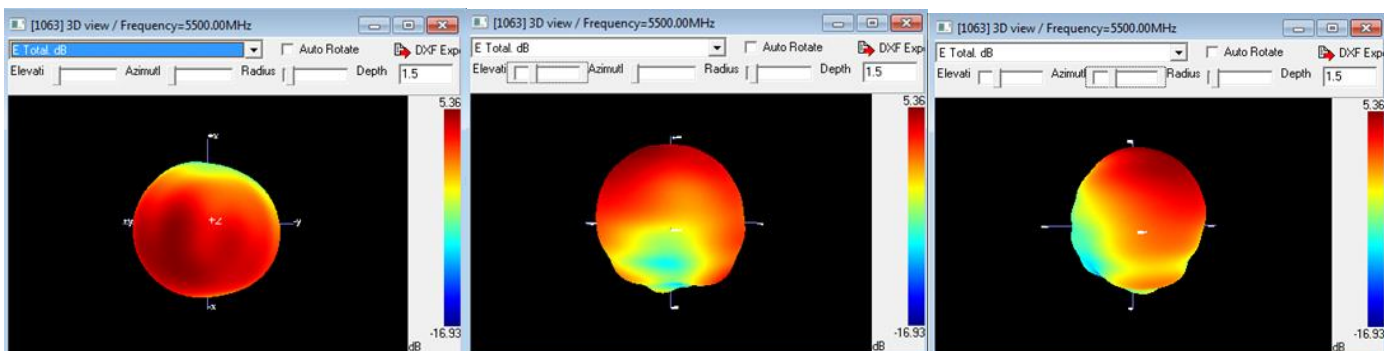 [1063] 3D view / Frequency=5500.00MHz
E Total. dB
Auto Rotate
DXF Expo
Elevati
Azimutl
Radius
Depth
1.5
5.36
+Z
-y
-x
-16.93
dB
[1063] 3D view / Frequency=5500.00MHz
E Total. dB
Auto Rotate
DXF Expo
Elevati
Azimutl
Radius
Depth
1.5
5.36
-16.93
dB
[1063] 3D view / Frequency=5500.00MHz
E Total. dB
Auto Rotate
DXF Exp
Elevati
Azimutl
Radius
Depth
1.5
5.36
-16.93
dB